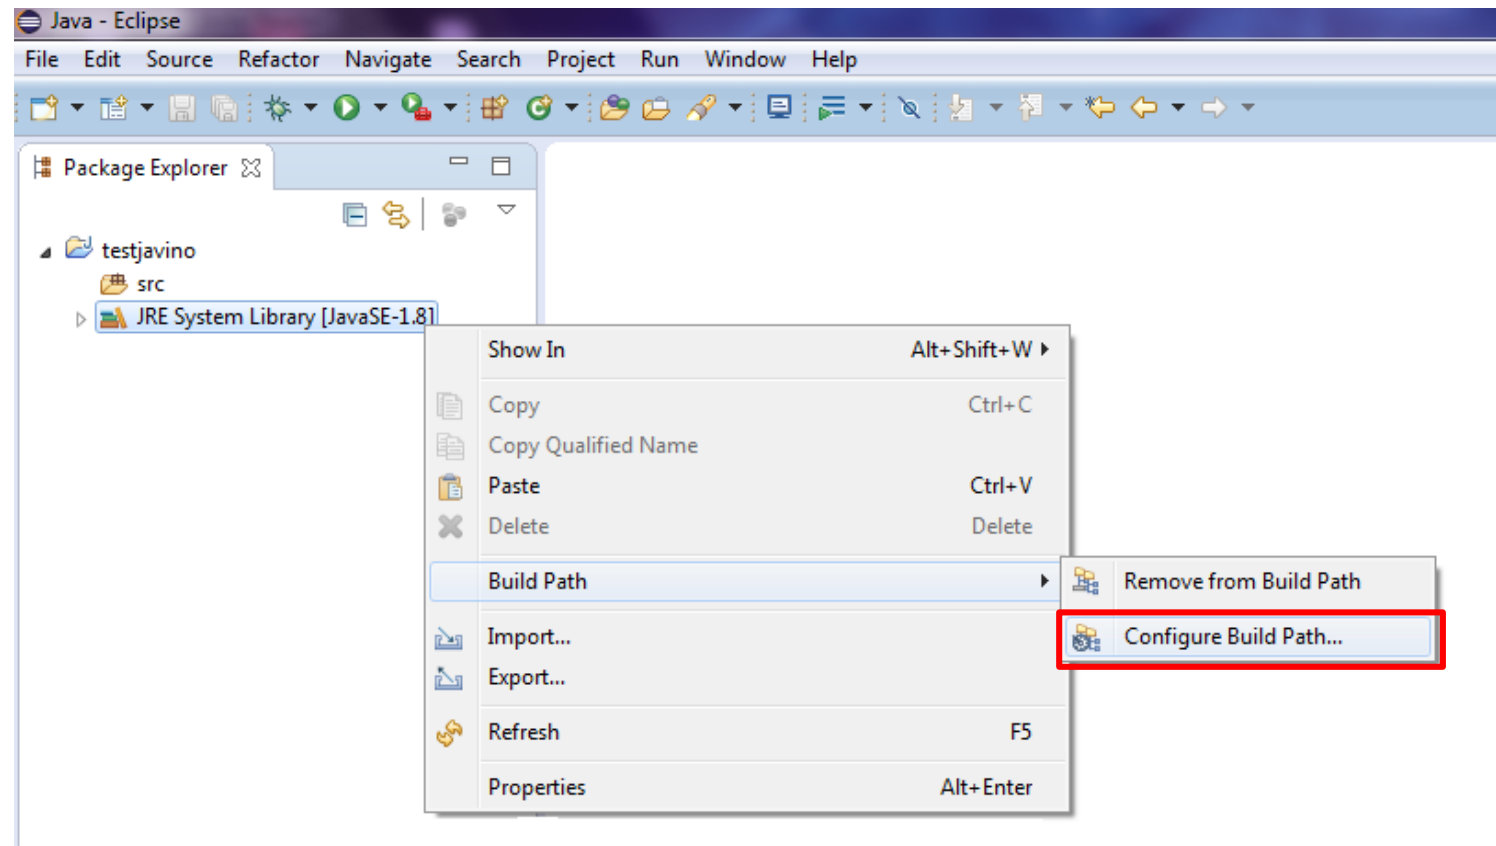 Java - Eclipse
File Edit Source Refactor Navigate Search Project Run Window Help
Package Explorer
testjavino
src
JRE System Library [JavaSE-1.8]
Show In Alt+Shift+W
Copy Ctrl+C
Copy Qualified Name
Paste Ctrl+V
Delete Delete
Build Path
Remove from Build Path
Import...
Configure Build Path...
Export...
Refresh F5
Properties Alt+Enter